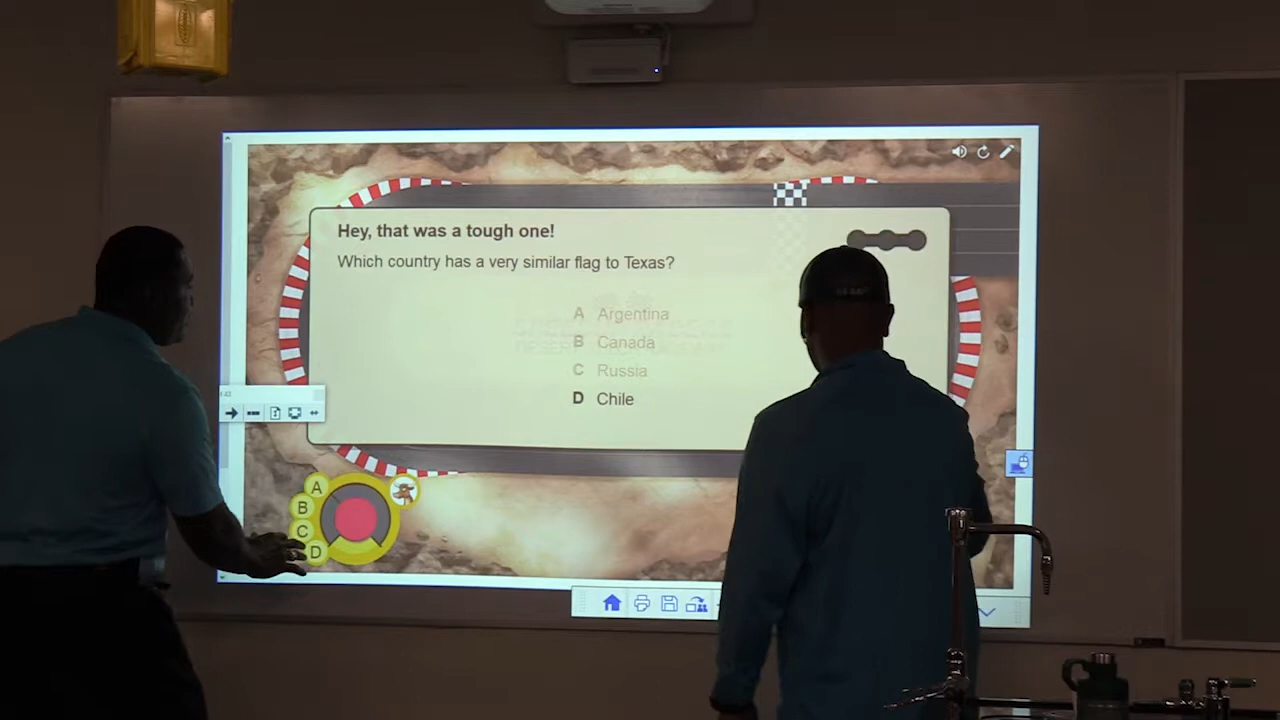 Hey, that was a tough one!
Which country has a very similar flag to Texas?
A Argentina
B Canada
C Russia
D Chile
A
B
C
D